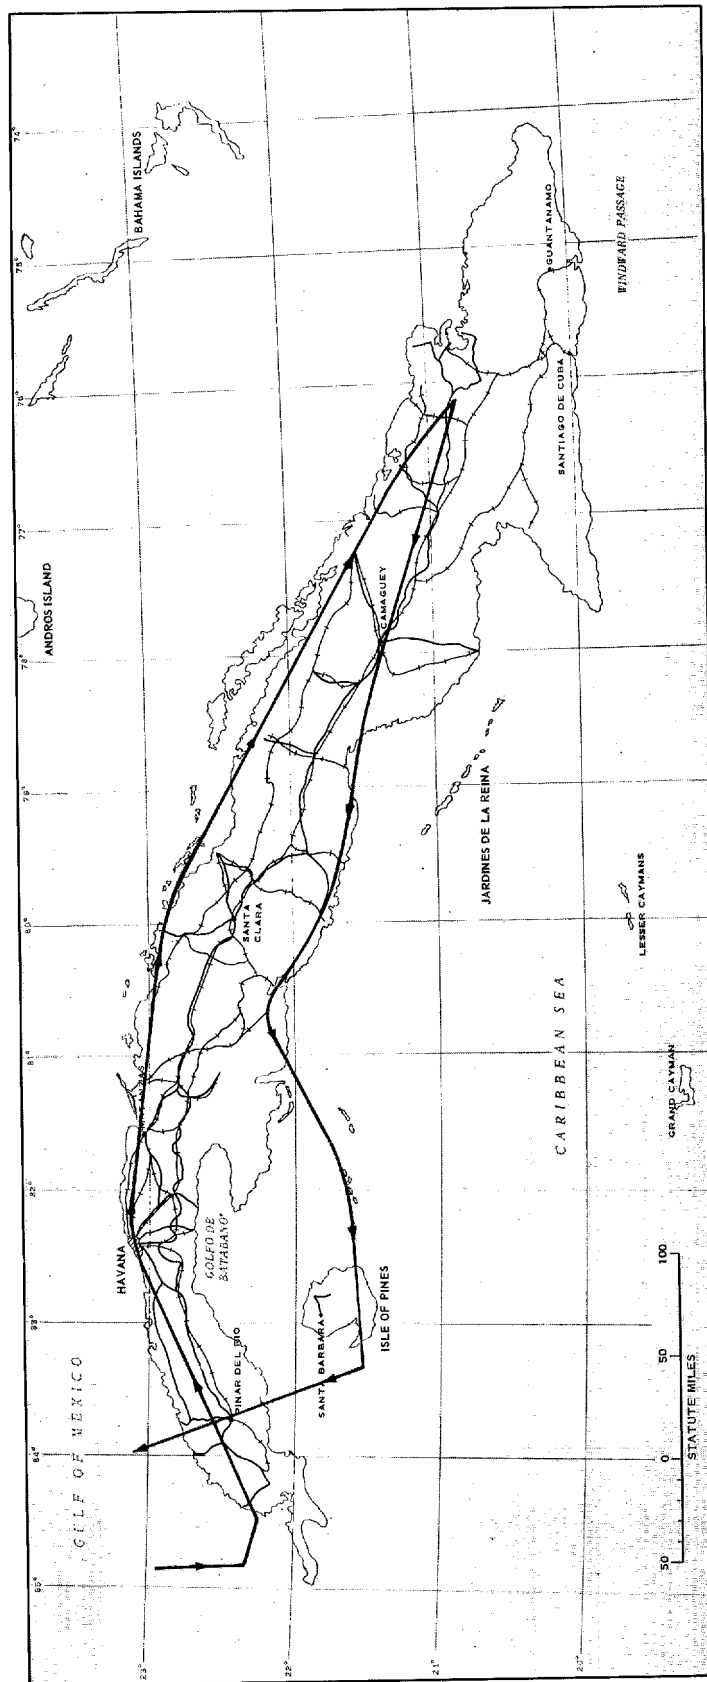 74°
75°
76°
77°
78°
79°
80°
81°
82°
83°
84°
85°
23°
22°
21°
20°
BAHAMA ISLANDS
ANDROS ISLAND
GUANTANAMO
WINDWARD PASSAGE
SANTIAGO DE CUBA
CAMAGUEY
JARDINES DE LA REINA
SANTA
CLARA
LESSER CAYMANS
CARIBBEAN SEA
GRAND CAYMAN
HAVANA
GOLFO DE
BATABANO
ISLE OF PINES
SANTA BARBARA
PINAR DEL RIO
GULF OF MEXICO
50 0 50 100
STATUTE MILES